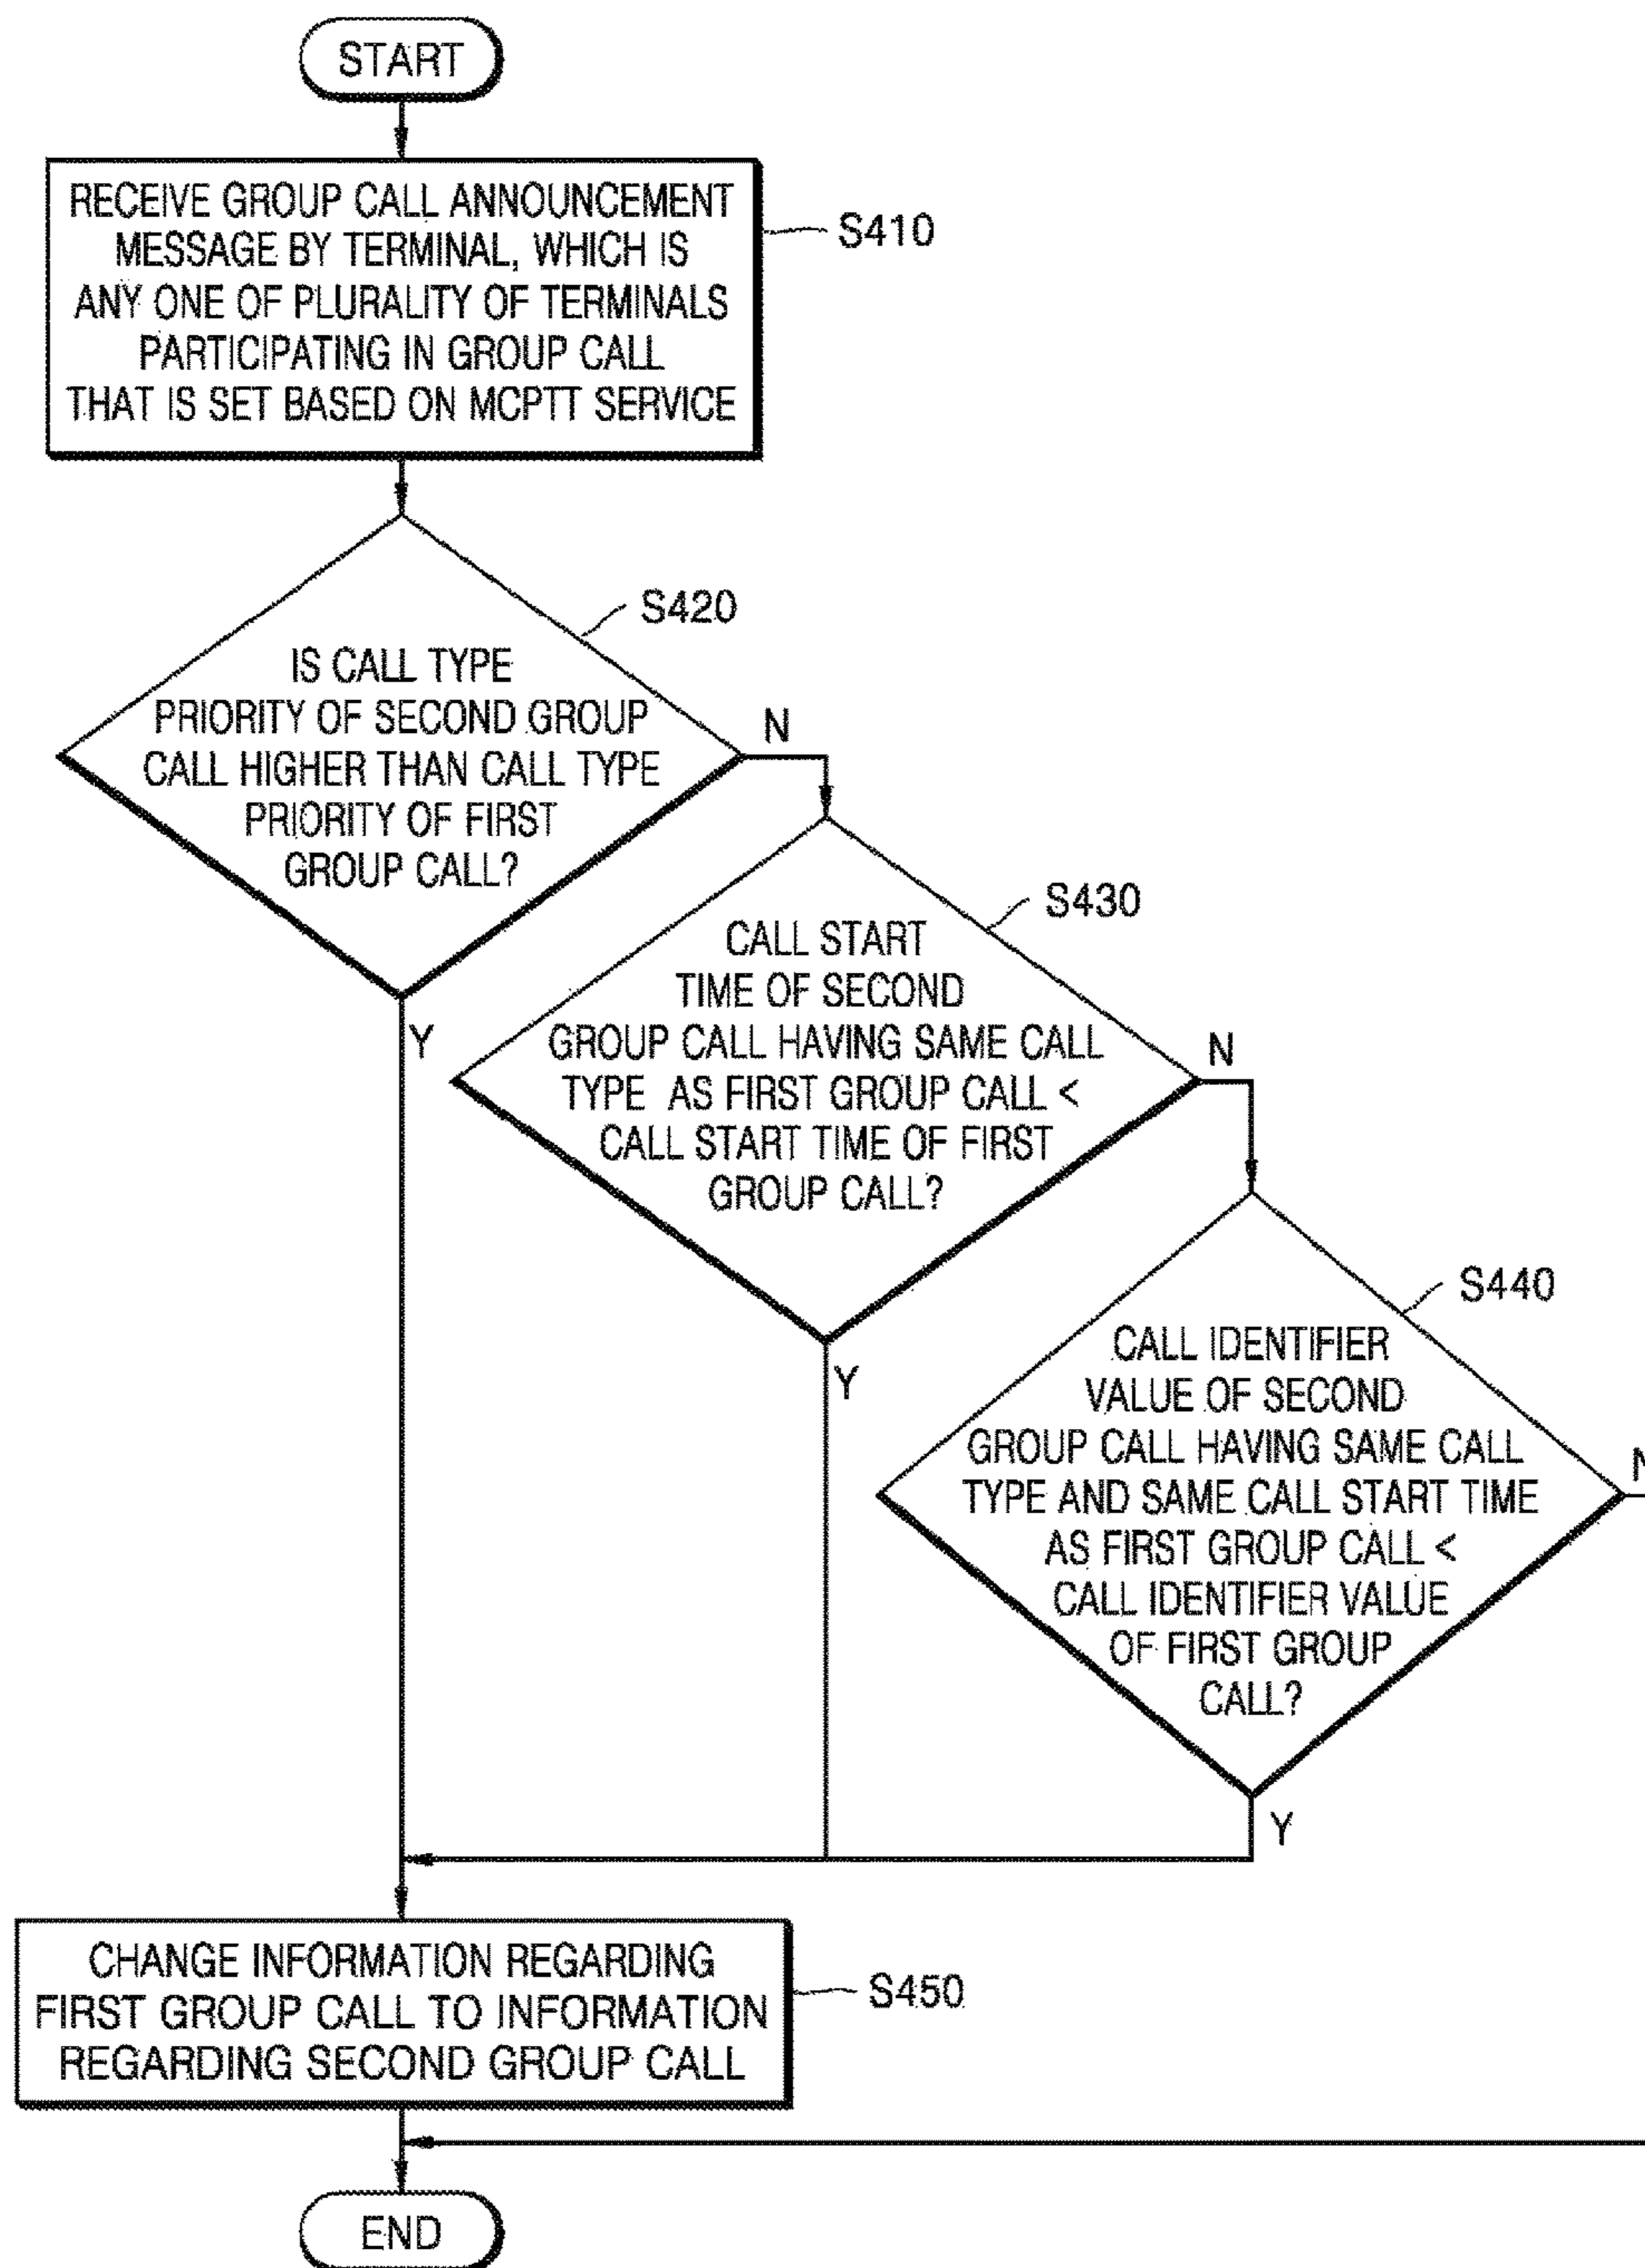 START
RECEIVE GROUP CALL ANNOUNCEMENT
MESSAGE BY TERMINAL, WHICH IS
ANY ONE OF PLURALITY OF TERMINALS
PARTICIPATING IN GROUP CALL
THAT IS SET BASED ON MCPTT SERVICE
S410
S420
IS CALL TYPE
PRIORITY OF SECOND GROUP
CALL HIGHER THAN CALL TYPE
PRIORITY OF FIRST
GROUP CALL?
N
Y
S430
CALL START
TIME OF SECOND
GROUP CALL HAVING SAME CALL
TYPE AS FIRST GROUP CALL <
CALL START TIME OF FIRST
GROUP CALL?
N
Y
S440
CALL IDENTIFIER
VALUE OF SECOND
GROUP CALL HAVING SAME CALL
TYPE AND SAME CALL START TIME
AS FIRST GROUP CALL <
CALL IDENTIFIER VALUE
OF FIRST GROUP
CALL?
N
Y
CHANGE INFORMATION REGARDING
FIRST GROUP CALL TO INFORMATION
REGARDING SECOND GROUP CALL
S450
END